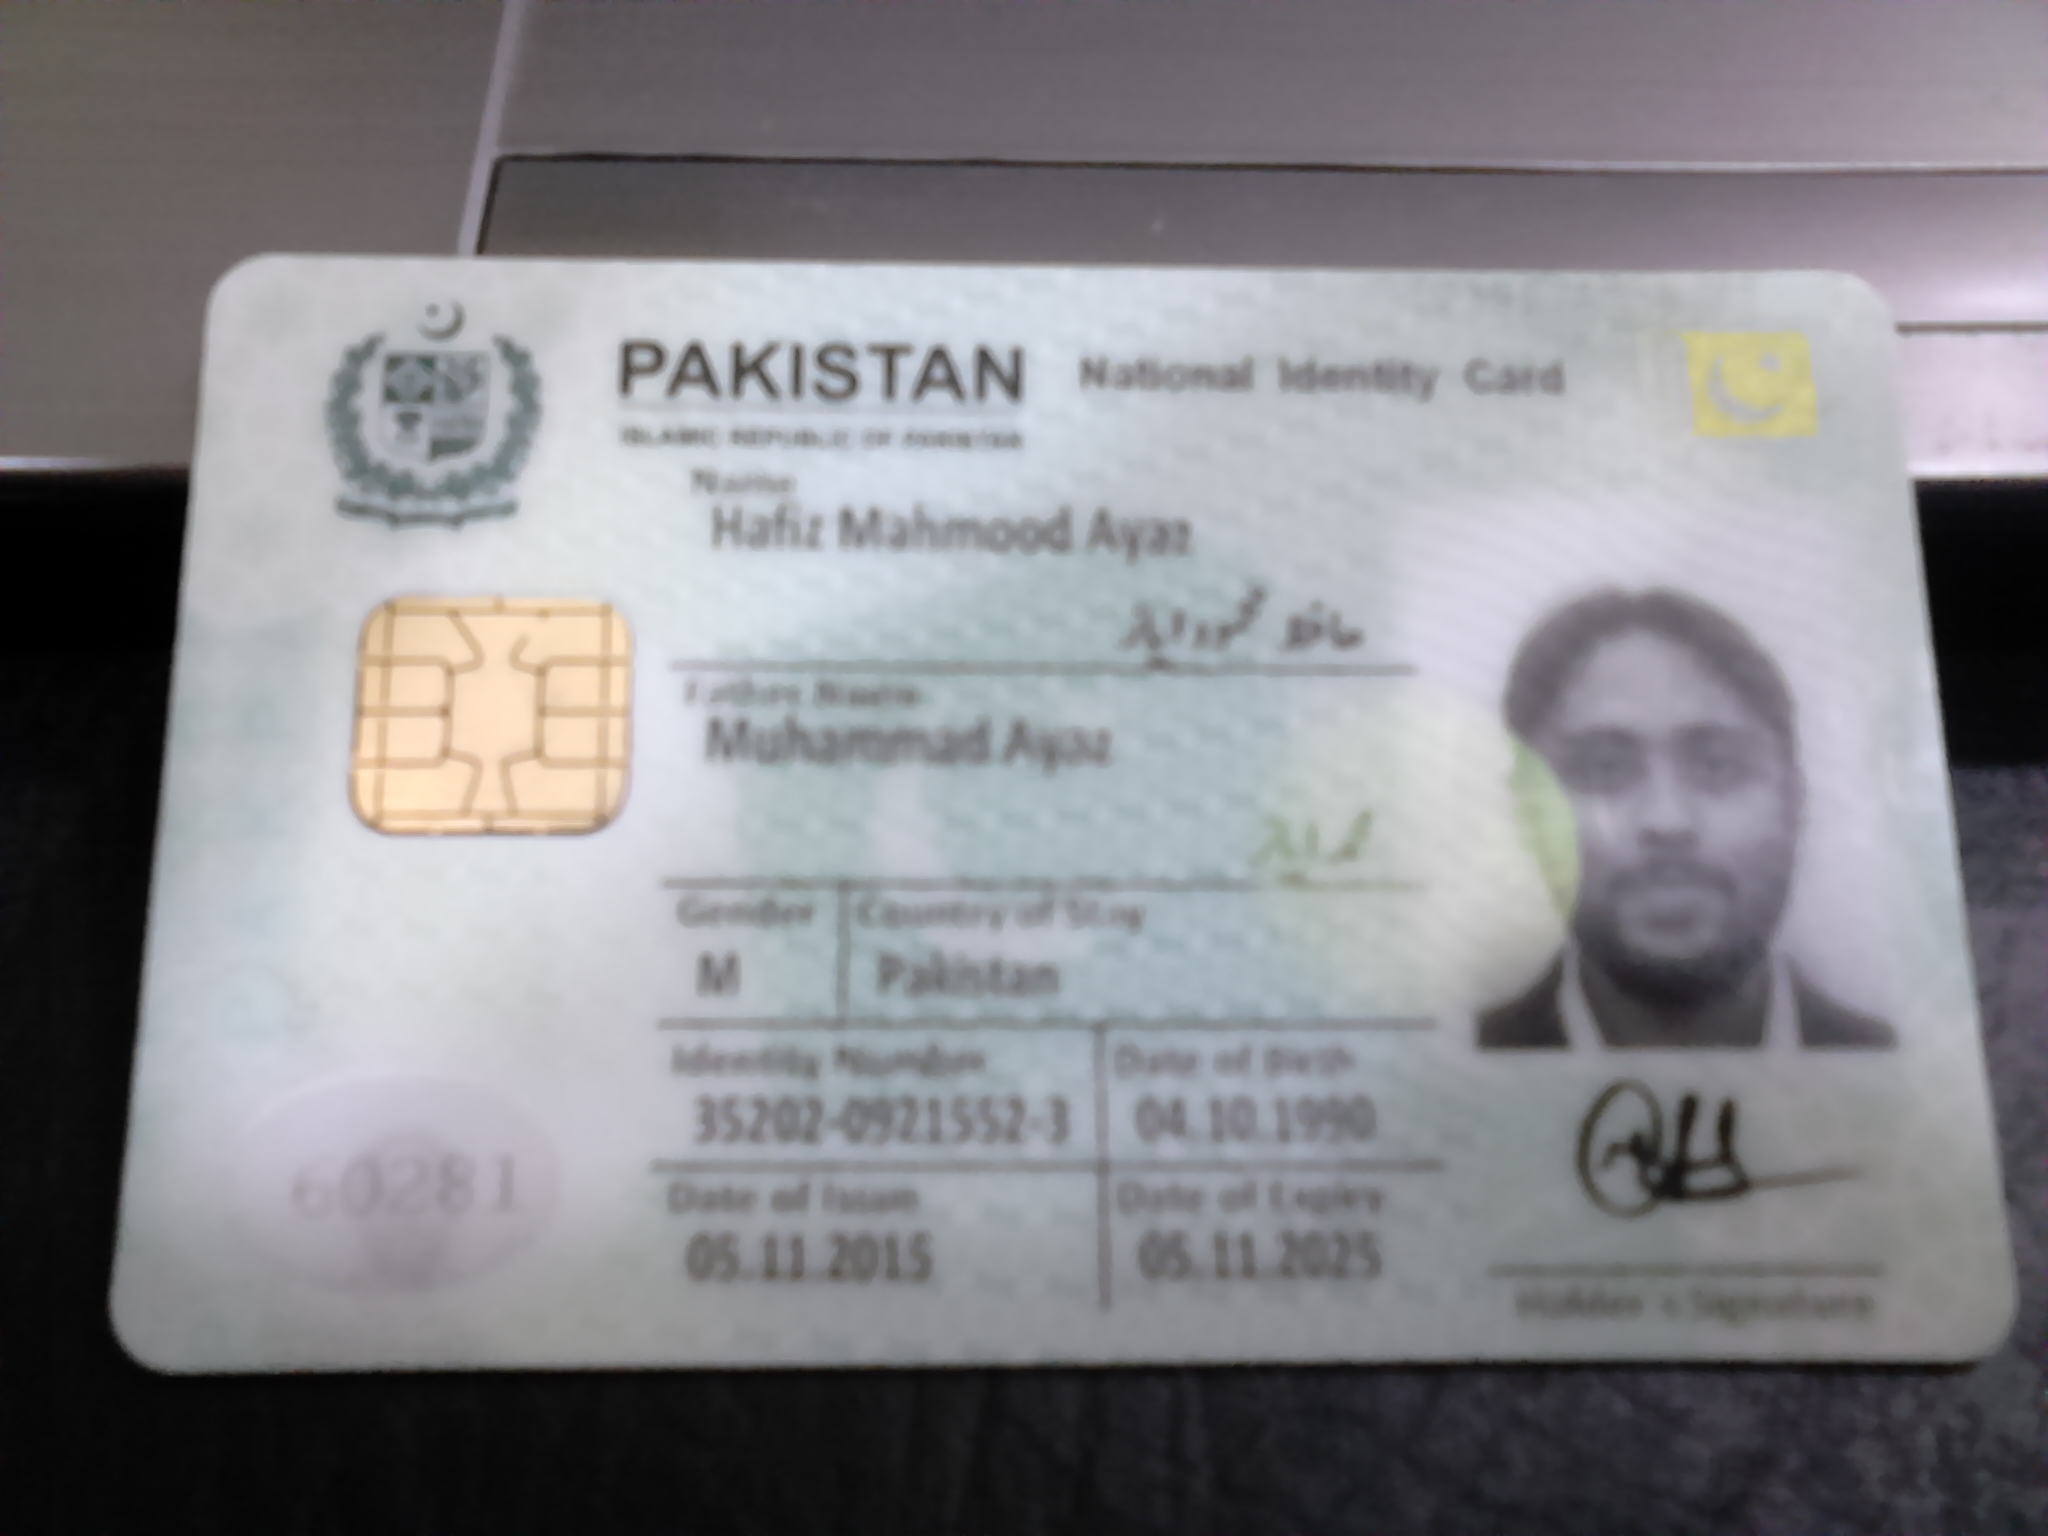 PAKISTAN National Identity Card
ISLAMIC REPUBLIC OF PAKISTAN
Name
Hafiz Mahmood Ayaz
حافظ محمود ایاز
Father Name
Muhammad Ayaz
محمد ایاز
Gender Country of Stay
M Pakistan
Identity Number Date of Birth
35202-0921552-3 04.10.1990
Date of Issue Date of Expiry
05.11.2015 05.11.2025
60281
Holder's Signature